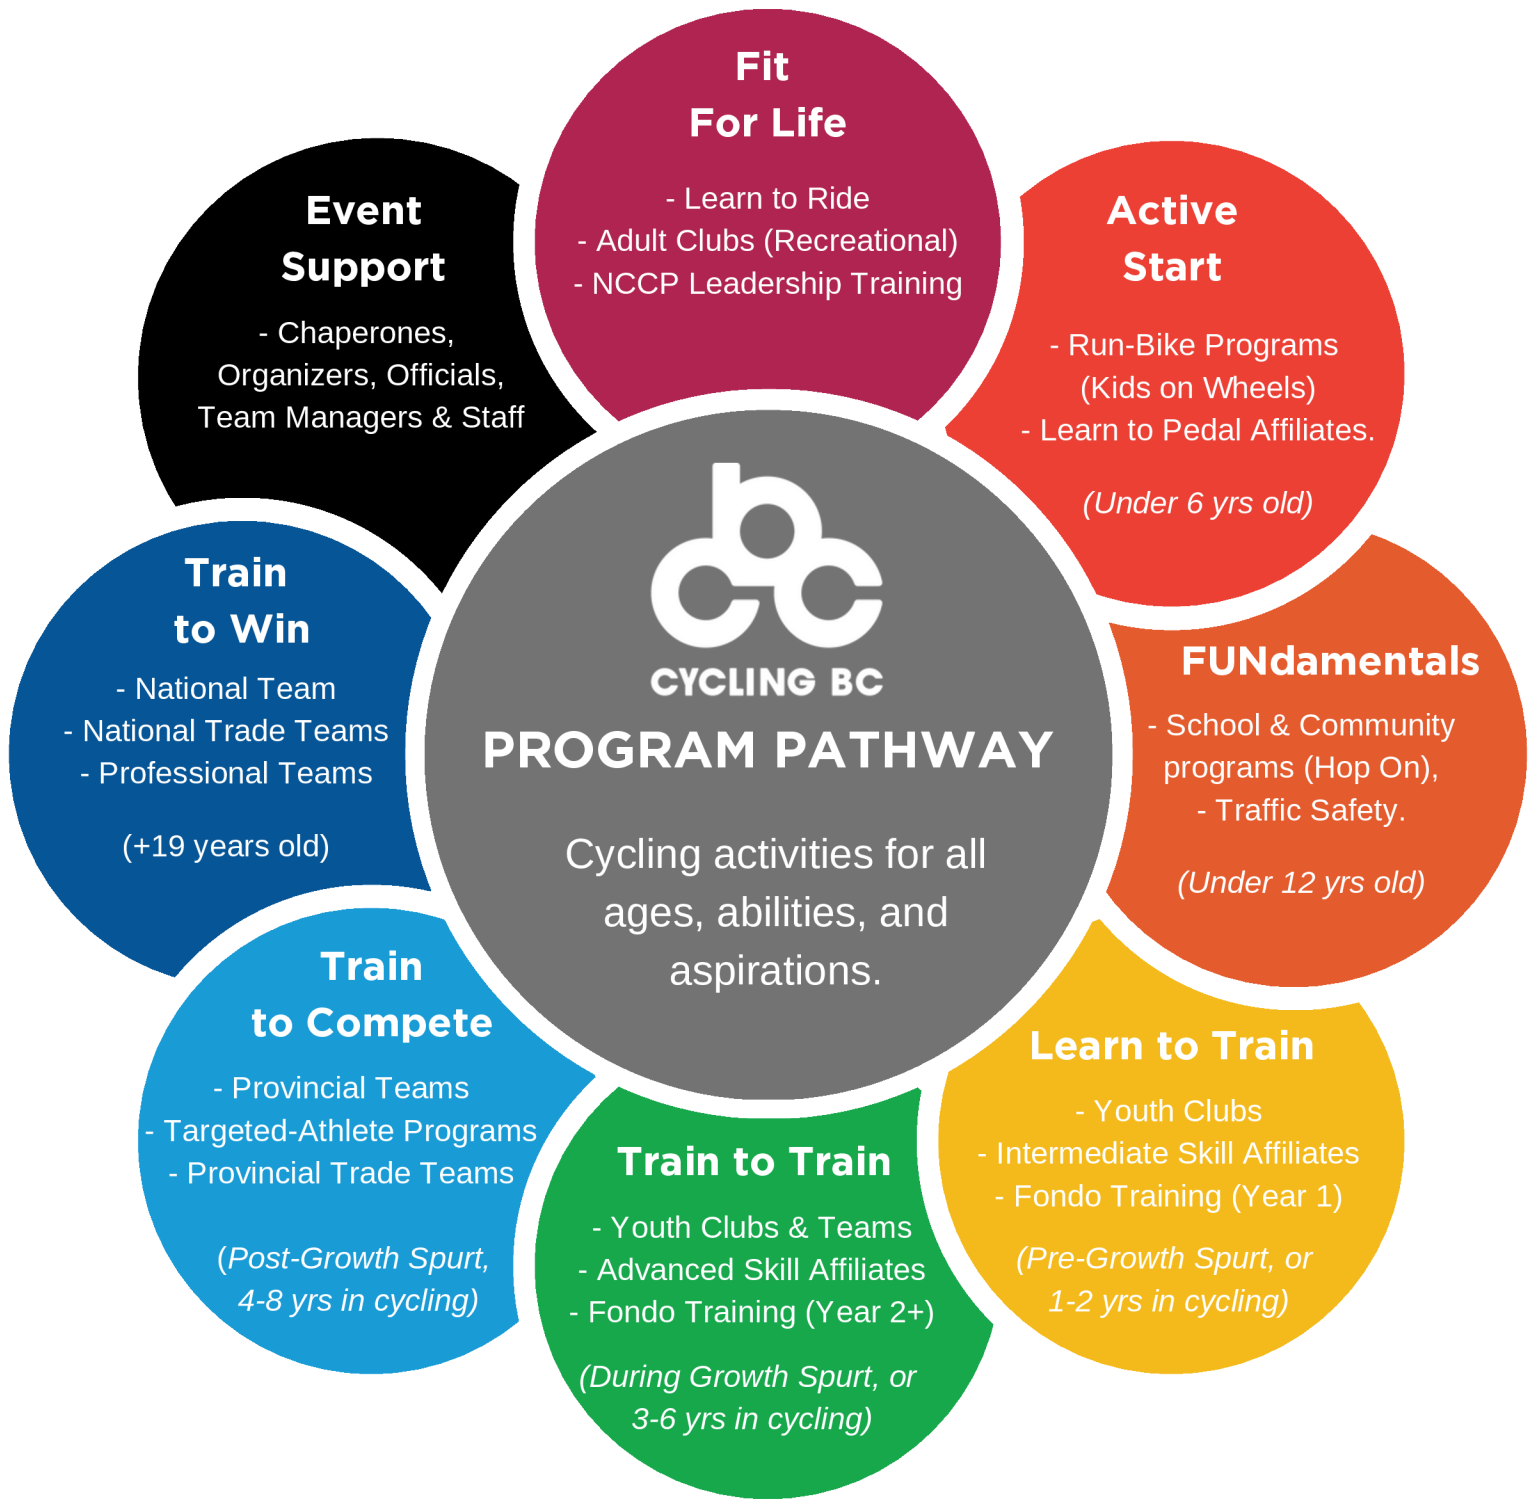 Fit
For Life
- Learn to Ride
- Adult Clubs (Recreational)
- NCCP Leadership Training
Active
Start
- Run-Bike Programs
(Kids on Wheels)
- Learn to Pedal Affiliates.
(Under 6 yrs old)
FUNdamentals
- School & Community
programs (Hop On),
- Traffic Safety.
(Under 12 yrs old)
Learn to Train
- Youth Clubs
- Intermediate Skill Affiliates
- Fondo Training (Year 1)
(Pre-Growth Spurt, or
1-2 yrs in cycling)
Train to Train
- Youth Clubs & Teams
- Advanced Skill Affiliates
- Fondo Training (Year 2+)
(During Growth Spurt, or
3-6 yrs in cycling)
Train
to Compete
- Provincial Teams
- Targeted-Athlete Programs
- Provincial Trade Teams
(Post-Growth Spurt,
4-8 yrs in cycling)
Train
to Win
- National Team
- National Trade Teams
- Professional Teams
(+19 years old)
Event
Support
- Chaperones,
Organizers, Officials,
Team Managers & Staff
cbc
CYCLING BC
PROGRAM PATHWAY
Cycling activities for all
ages, abilities, and
aspirations.